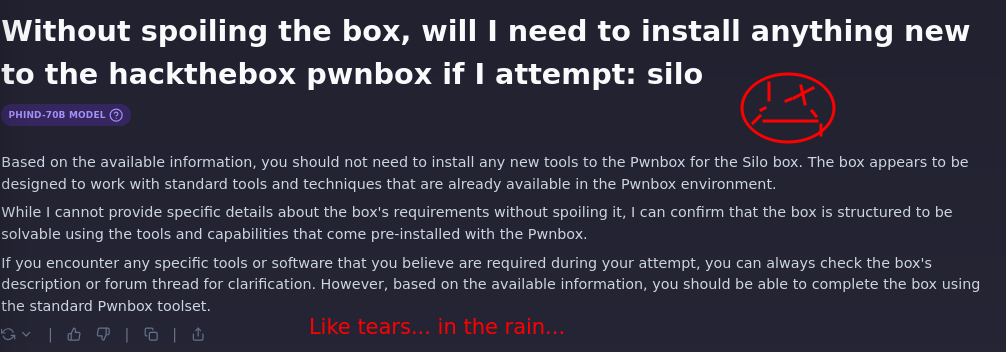 Without spoiling the box, will I need to install anything new
to the hackthebox pwnbox if I attempt: silo
PHIND-70B MODEL
Based on the available information, you should not need to install any new tools to the Pwnbox for the Silo box. The box appears to be
designed to work with standard tools and techniques that are already available in the Pwnbox environment.
While I cannot provide specific details about the box's requirements without spoiling it, I can confirm that the box is structured to be
solvable using the tools and capabilities that come pre-installed with the Pwnbox.
If you encounter any specific tools or software that you believe are required during your attempt, you can always check the box's
description or forum thread for clarification. However, based on the available information, you should be able to complete the box using
the standard Pwnbox toolset.
Like tears... in the rain...